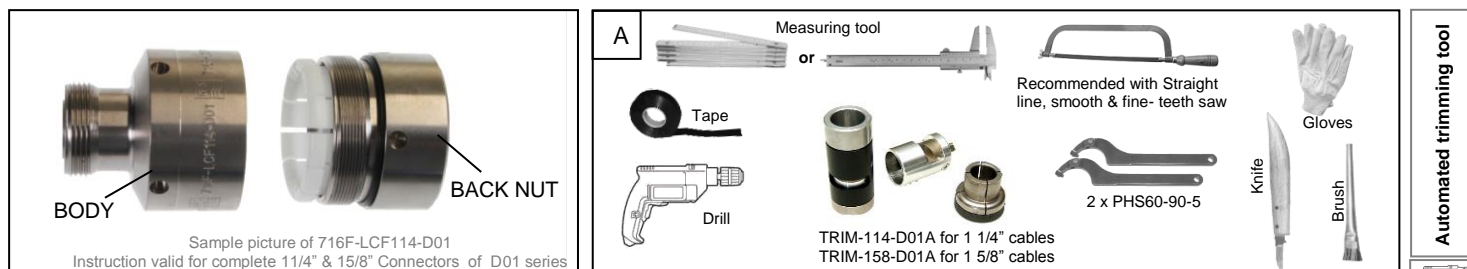 BODY
BACK NUT
Sample picture of 716F-LCF114-D01
Instruction valid for complete 11/4” & 15/8” Connectors of D01 series
A
Measuring tool
or
Recommended with Straight
line, smooth & fine- teeth saw
Gloves
Tape
Drill
TRIM-114-D01A for 1 1/4” cables
TRIM-158-D01A for 1 5/8” cables
2 x PHS60-90-5
Knife
Brush
Automated trimming tool